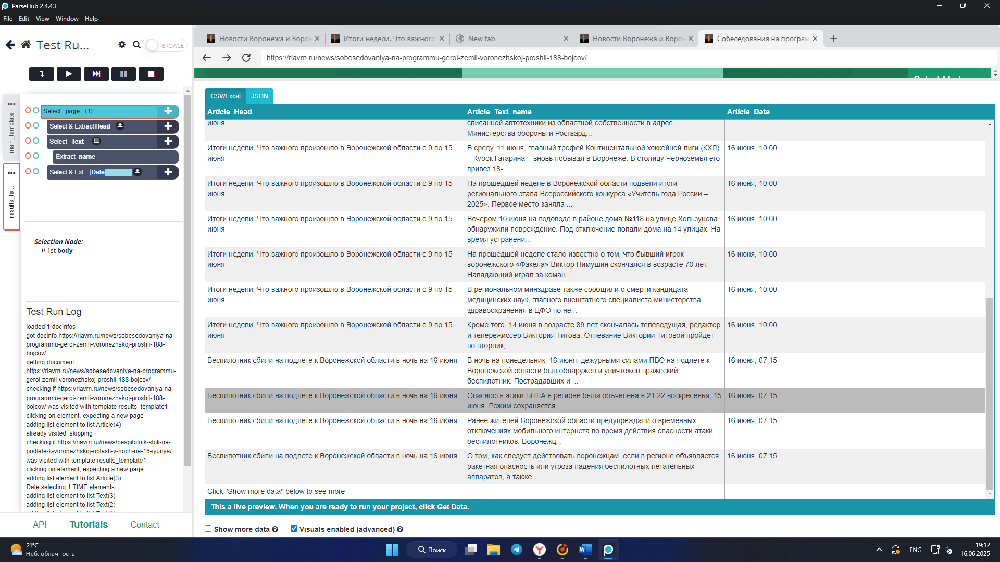 ParseHub 2.4.43
File Edit View Window Help
Test Ru...
BROWSE
Новости Воронежа и Ворон
Итоги недели. Что важного
New tab
Новости Воронежа и Ворон
Собеседования на програм
https://riavrn.ru/news/sobesedovaniya-na-programmu-geroi-zemli-voronezhskoj-proshli-188-bojcov/
main_template
results_te...
Select page (1)
Select & Extract Head
Select Text
Extract name
Select & Ext... Date
Selection Node:
1st body
Test Run Log
loaded 1 docInfos
got docinfo https://riavrn.ru/news/sobesedovaniya-na-
programmu-geroi-zemli-voronezhskoj-proshli-188-
bojcov/
getting document
https://riavrn.ru/news/sobesedovaniya-na-programmu-
geroi-zemli-voronezhskoj-proshli-188-bojcov/
checking if https://riavrn.ru/news/sobesedovaniya-na-
programmu-geroi-zemli-voronezhskoj-proshli-188-
bojcov/ was visited with template results_template1
clicking on element, expecting a new page
adding list element to list Article(4)
already visited, skipping
checking if https://riavrn.ru/news/bespilotnik-sbili-na-
podlete-k-voronezhskoj-oblasti-v-noch-na-16-iyunya/
was visited with template results_template1
clicking on element, expecting a new page
adding list element to list Article(3)
Date selecting 1 TIME elements
adding list element to list Text(3)
adding list element to list Text(2)
API Tutorials Contact
CSV/Excel JSON
Article_Head Article_Text_name Article_Date
июня
списанной автотехники из областной собственности в адрес
Министерства обороны и Росгвард...
Итоги недели. Что важного произошло в Воронежской области с 9 по 15
июня
В среду, 11 июня, главный трофей Континентальной хоккейной лиги (КХЛ)
– Кубок Гагарина – вновь побывал в Воронеже. В столицу Черноземья его
привез 18-...
16 июня, 10:00
Итоги недели. Что важного произошло в Воронежской области с 9 по 15
июня
На прошедшей неделе в Воронежской области подвели итоги
регионального этапа Всероссийского конкурса «Учитель года России –
2025». Первое место заняла ...
16 июня, 10:00
Итоги недели. Что важного произошло в Воронежской области с 9 по 15
июня
Вечером 10 июня на водоводе в районе дома №118 на улице Хользунова
обнаружили повреждение. Под отключение попали дома на 14 улицах. На
время устранени...
16 июня, 10:00
Итоги недели. Что важного произошло в Воронежской области с 9 по 15
июня
На прошедшей неделе стало известно о том, что бывший игрок
воронежского «Факела» Виктор Пимушин скончался в возрасте 70 лет.
Нападающий играл за коман...
16 июня, 10:00
Итоги недели. Что важного произошло в Воронежской области с 9 по 15
июня
В региональном минздраве также сообщили о смерти кандидата
медицинских наук, главного внештатного специалиста министерства
здравоохранения в ЦФО по не...
16 июня, 10:00
Итоги недели. Что важного произошло в Воронежской области с 9 по 15
июня
Кроме того, 14 июня в возрасте 89 лет скончалась телеведущая, редактор
и телережиссер Виктория Титова. Отпевание Виктории Титовой пройдет
во вторник, ...
16 июня, 10:00
Беспилотник сбили на подлете к Воронежской области в ночь на 16 июня
В ночь на понедельник, 16 июня, дежурными силами ПВО на подлете к
Воронежской области был обнаружен и уничтожен вражеский
беспилотник. Пострадавших и ...
16 июня, 07:15
Беспилотник сбили на подлете к Воронежской области в ночь на 16 июня
Опасность атаки БПЛА в регионе была объявлена в 21:22 воскресенья, 15
июня. Режим сохраняется.
16 июня, 07:15
Беспилотник сбили на подлете к Воронежской области в ночь на 16 июня
Ранее жителей Воронежской области предупреждали о временных
отключениях мобильного интернета во время действия опасности атаки
беспилотников. Воронежц...
16 июня, 07:15
Беспилотник сбили на подлете к Воронежской области в ночь на 16 июня
О том, как следует действовать воронежцам, если в регионе объявляется
ракетная опасность или угроза падения беспилотных летательных
аппаратов, а также...
16 июня, 07:15
Click "Show more data" below to see more
This a live preview. When you are ready to run your project, click Get Data.
Show more data Visuals enabled (advanced)
21°C
Неб. облачность
Поиск
ENG
19:12
16.06.2025